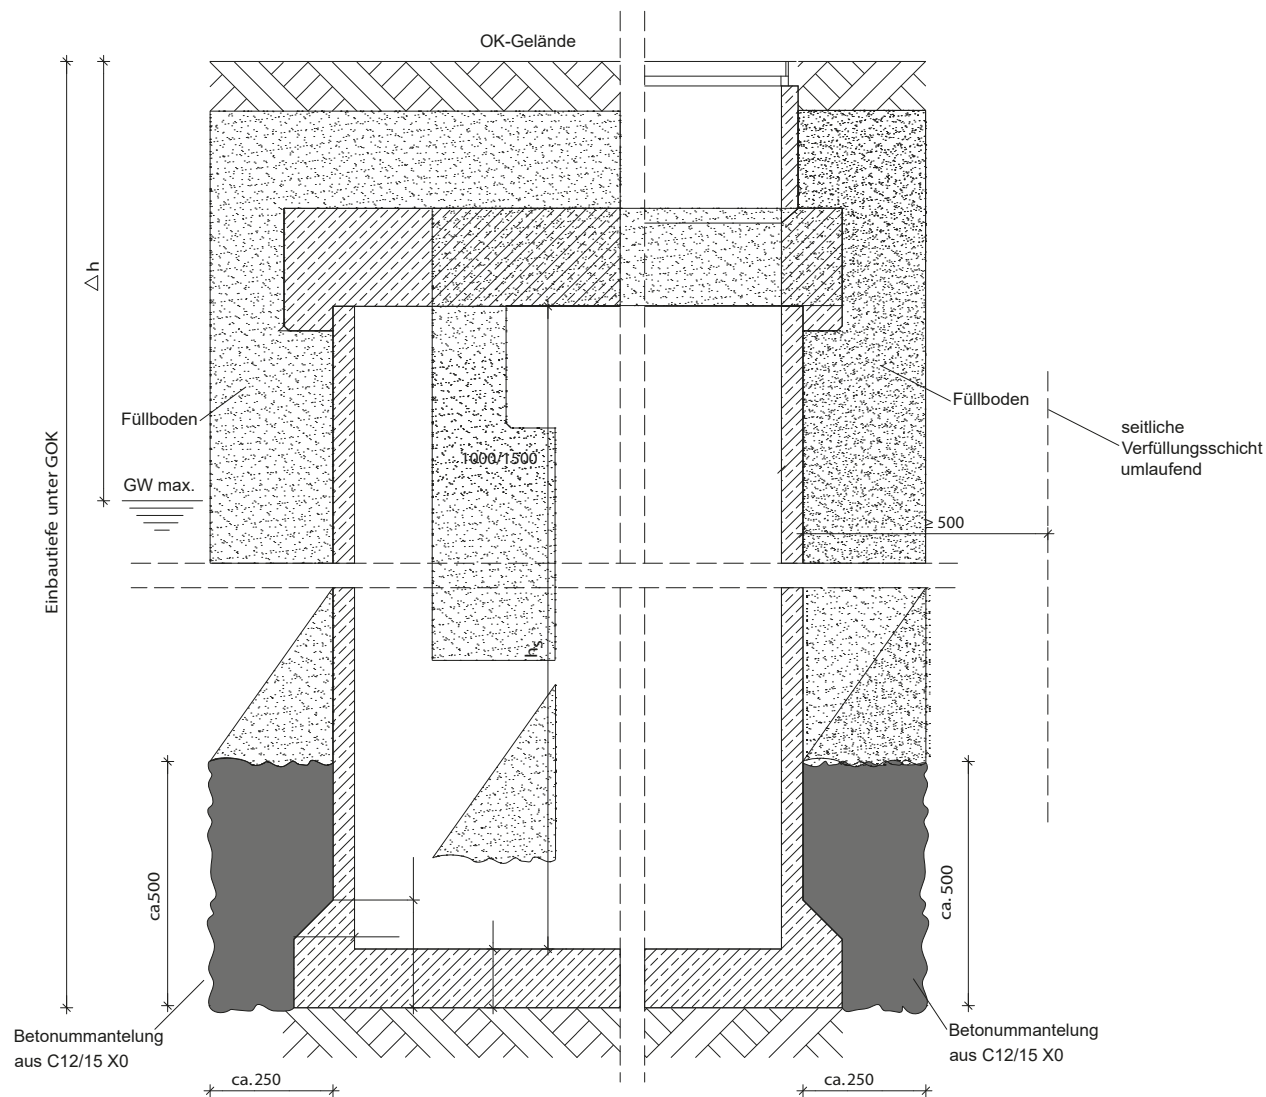 OK-Gelände
△h
Füllboden
Füllboden
seitliche
Verfüllungsschicht
umlaufend
Einbautiefe unter GOK
1000/1500
GW max.
≥ 500
hs
ca.500
ca. 500
Betonummantelung
aus C12/15 X0
Betonummantelung
aus C12/15 X0
ca.250
ca.250